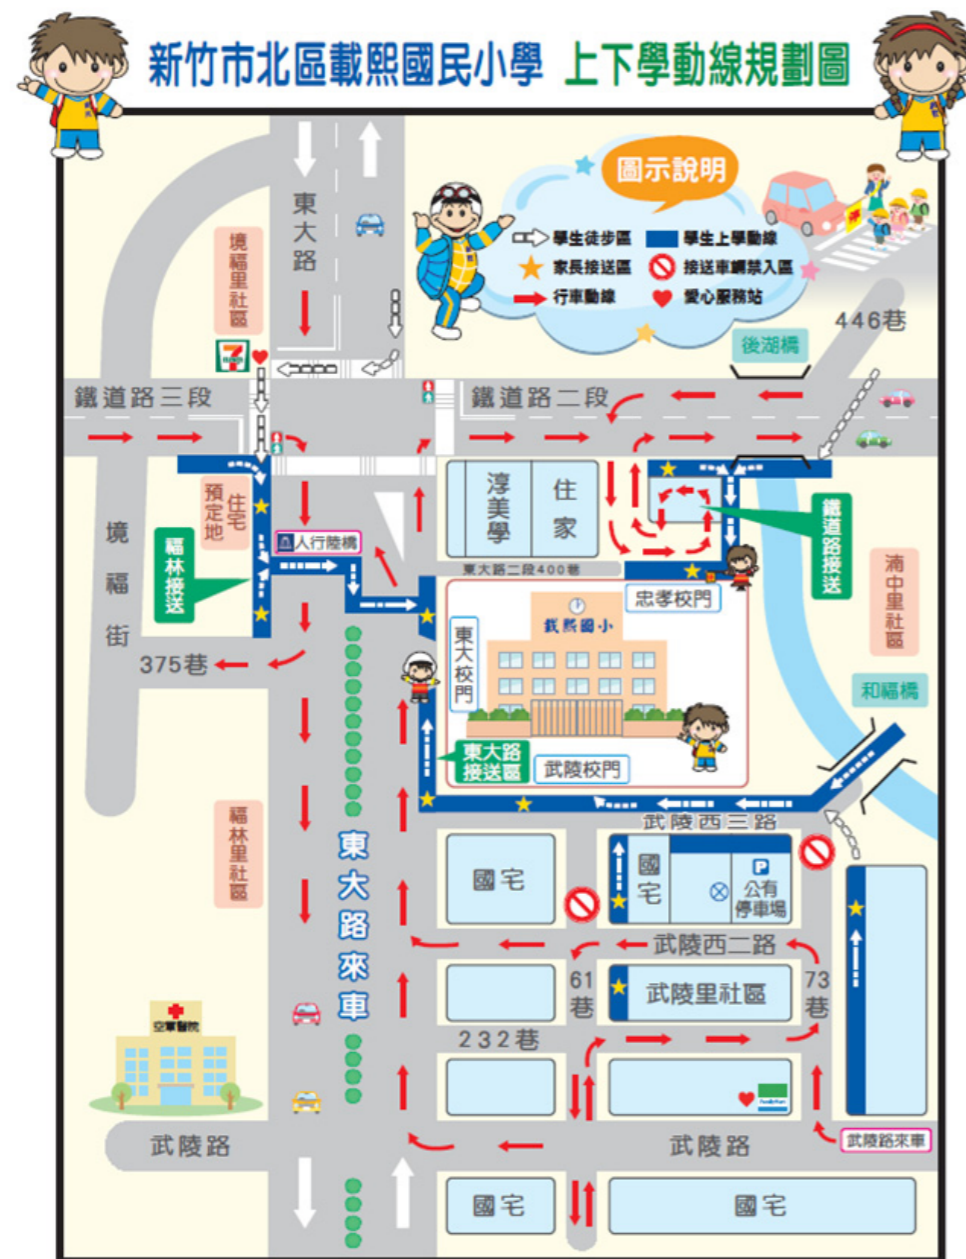 新竹市北區載熙國民小學 上下學動線規劃圖
圖示說明
學生徒步區
學生上學動線
家長接送區
接送車輛禁入區
行車動線
愛心服務站
東大路
境福里社區
7
446巷
後湖橋
鐵道路三段
鐵道路二段
住宅預定地
人行陸橋
福林接送
境福街
淳美學
住家
東大路二段400巷
鐵道路接送
湳中里社區
忠孝校門
載熙國小
東大校門
375巷
和福橋
東大路接送區
武陵校門
武陵西三路
福林里社區
東大路來車
國宅
國宅
P
公有停車場
武陵西二路
61巷
武陵里社區
73巷
232巷
空軍醫院
FamilyMart
武陵路
武陵路
武陵路來車
國宅
國宅